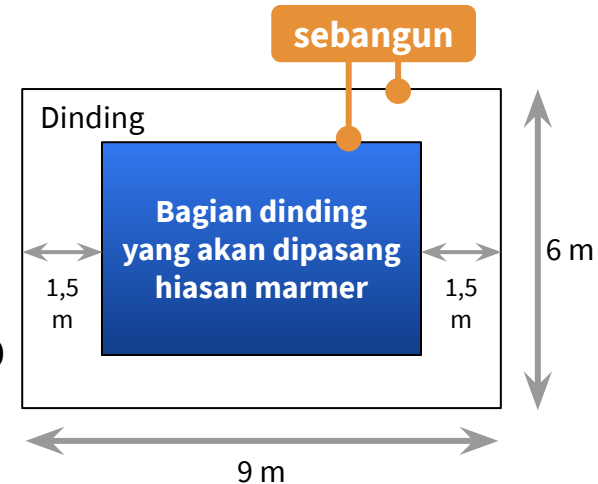 sebangun
Dinding
Bagian dinding
yang akan dipasang
hiasan marmer
1,5
m
1,5
m
6 m
)
9 m